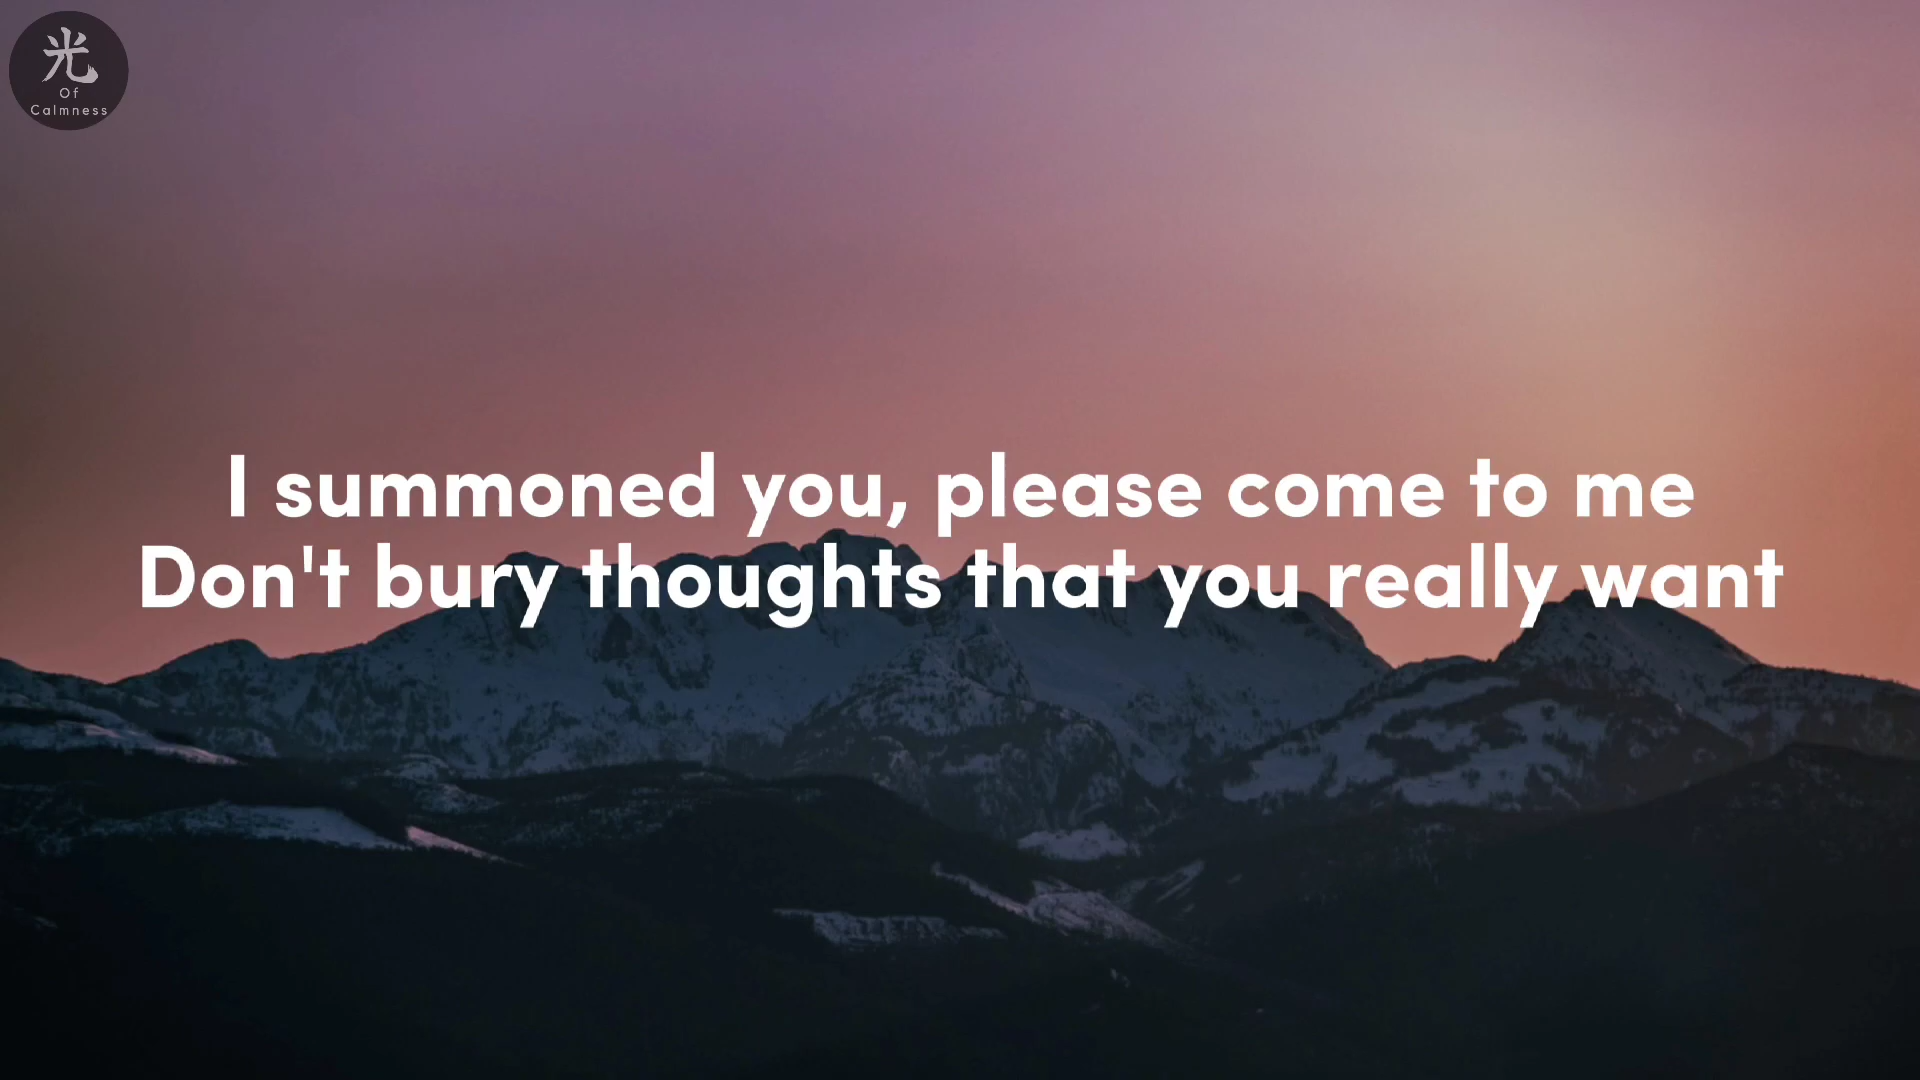 光
Of
Calmness
I summoned you, please come to me
Don't bury thoughts that you really want